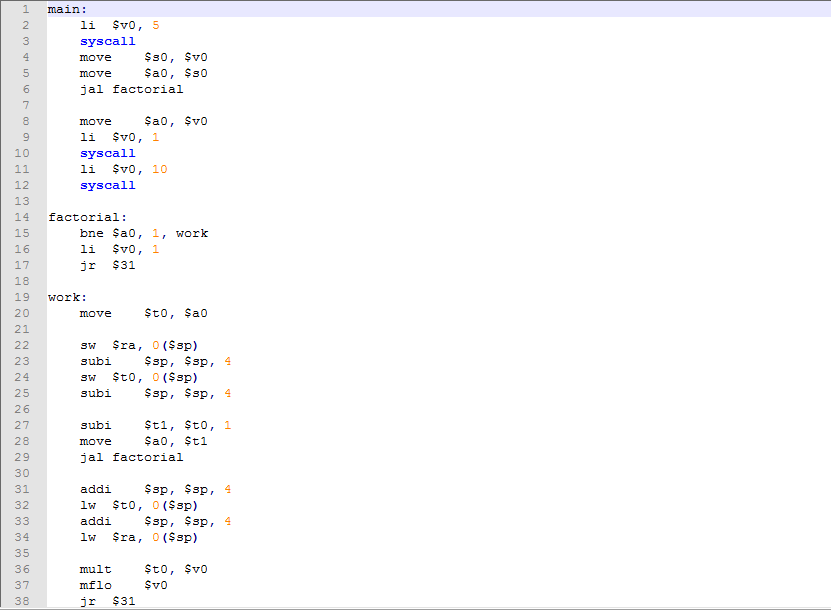 1 main:
2 li $v0, 5
3 syscall
4 move $s0, $v0
5 move $a0, $s0
6 jal factorial
7
8 move $a0, $v0
9 li $v0, 1
10 syscall
11 li $v0, 10
12 syscall
13
14 factorial:
15 bne $a0, 1, work
16 li $v0, 1
17 jr $31
18
19 work:
20 move $t0, $a0
21
22 sw $ra, 0($sp)
23 subi $sp, $sp, 4
24 sw $t0, 0($sp)
25 subi $sp, $sp, 4
26
27 subi $t1, $t0, 1
28 move $a0, $t1
29 jal factorial
30
31 addi $sp, $sp, 4
32 lw $t0, 0($sp)
33 addi $sp, $sp, 4
34 lw $ra, 0($sp)
35
36 mult $t0, $v0
37 mflo $v0
38 jr $31